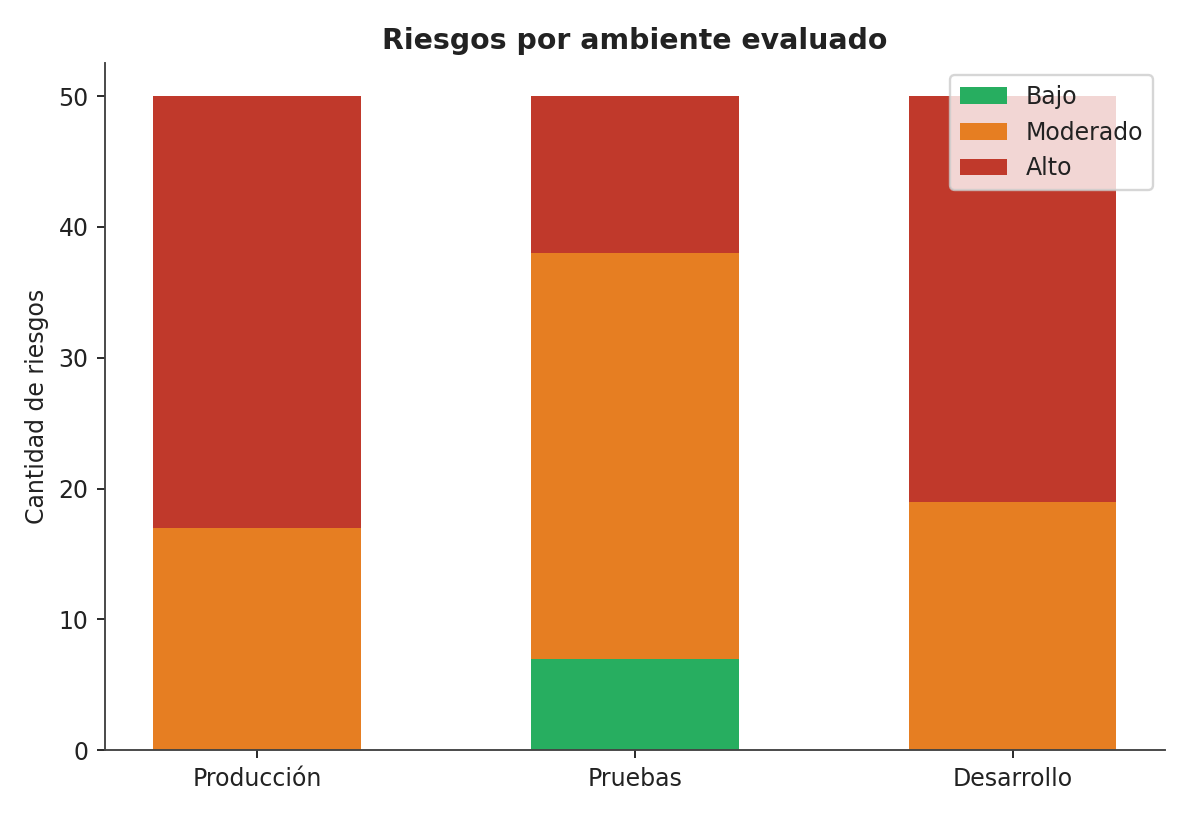 Riesgos por ambiente evaluado
Bajo
Moderado
Alto
Cantidad de riesgos
50
40
30
20
10
0
Producción
Pruebas
Desarrollo